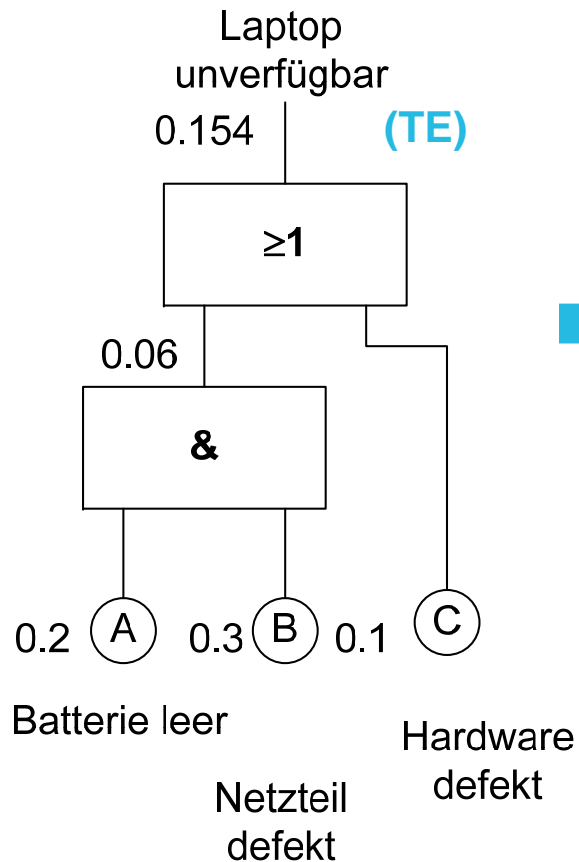 Laptop
unverfügbar
0.154 (TE)
≥1
0.06
&
0.2 A 0.3 B 0.1 C
Batterie leer
Hardware
defekt
Netzteil
defekt